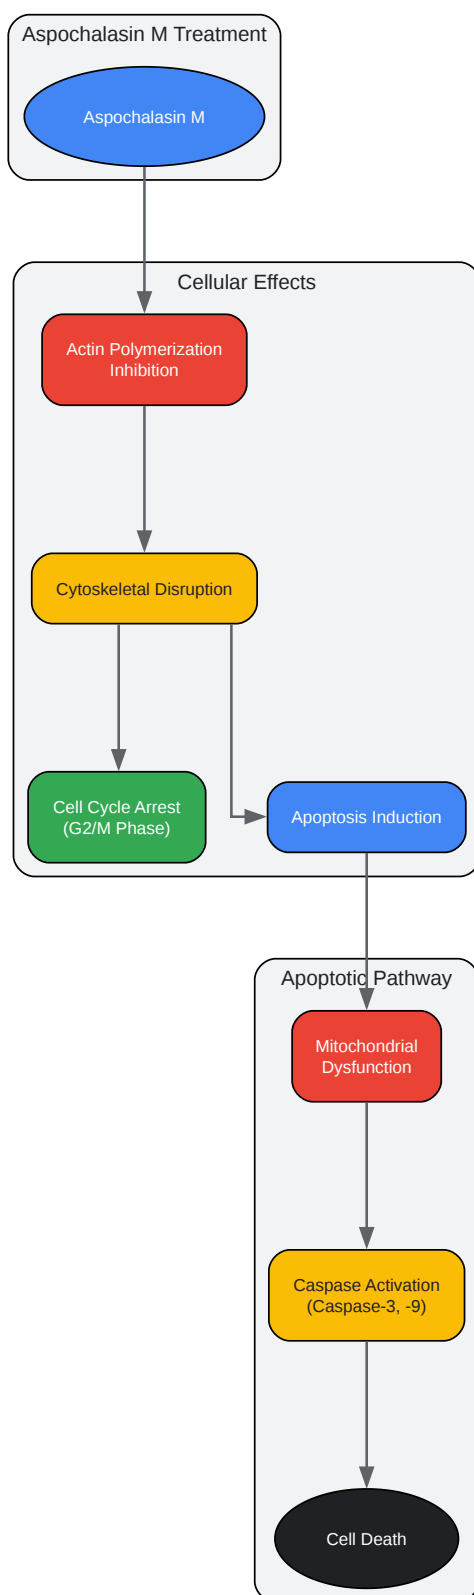 Aspochalasin M Treatment
Aspochalasin M
Cellular Effects
Actin Polymerization
Inhibition
Cytoskeletal Disruption
Cell Cycle Arrest
(G2/M Phase)
Apoptosis Induction
Apoptotic Pathway
Mitochondrial
Dysfunction
Caspase Activation
(Caspase-3, -9)
Cell Death